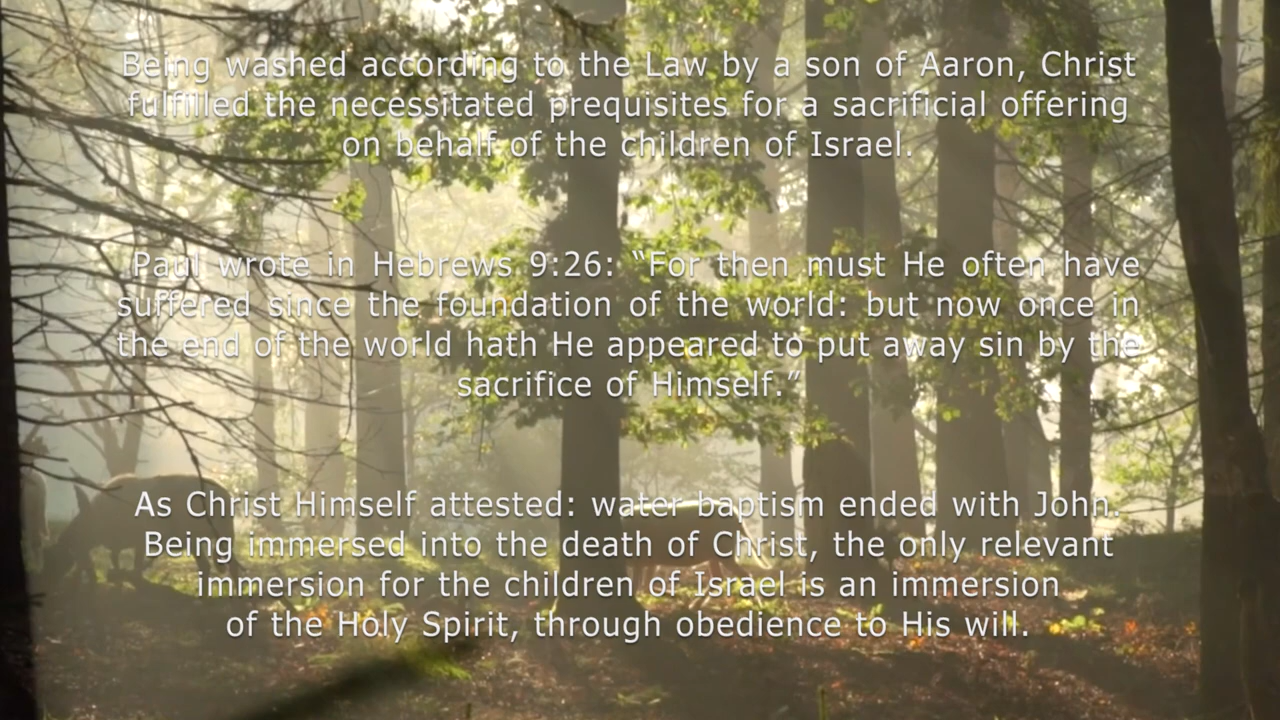 Being washed according to the Law by a son of Aaron, Christ
fulfilled the necessitated prequisites for a sacrificial offering
on behalf of the children of Israel.
Paul wrote in Hebrews 9:26: “For then must He often have
suffered since the foundation of the world: but now once in
the end of the world hath He appeared to put away sin by the
sacrifice of Himself.”
As Christ Himself attested: water baptism ended with John.
Being immersed into the death of Christ, the only relevant
immersion for the children of Israel is an immersion
of the Holy Spirit, through obedience to His will.